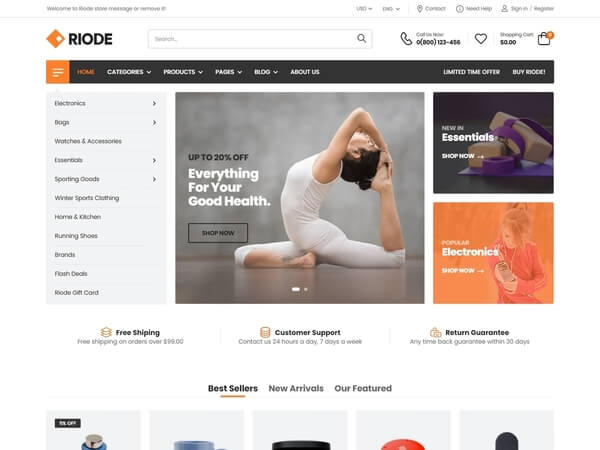 Welcome to Riode store message or remove it!
USD
ENG
Contact
Need Help
Sign in / Register
RIODE
Search...
Call Us Now:
0(800) 123-456
Shopping Cart:
$0.00
0
HOME
CATEGORIES
PRODUCTS
PAGES
BLOG
ABOUT US
LIMITED TIME OFFER
BUY RIODE!
Electronics
Bags
Watches & Accessories
Essentials
Sporting Goods
Winter Sports Clothing
Home & Kitchen
Running Shoes
Brands
Flash Deals
Riode Gift Card
UP TO 20% OFF
Everything
For Your
Good Health.
SHOP NOW
NEW IN
Essentials
SHOP NOW →
POPULAR
Electronics
SHOP NOW →
Free Shiping
Free shipping on orders over $99.00
Customer Support
Contact us 24 hours a day, 7 days a week
Return Guarantee
Any time back guarantee within 30 days
Best Sellers
New Arrivals
Our Featured
11% OFF